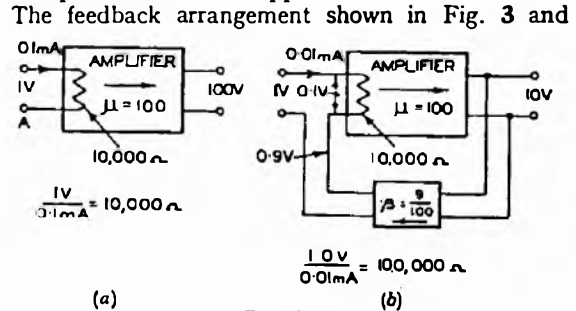 The feedback arrangement shown in Fig. 3 and
0.1mA
AMPLIFIER
1V
μ = 100
100V
A
10,000 Ω
1V / 0.1mA = 10,000 Ω
(a)
0.01mA
AMPLIFIER
1V
0.1V
μ = 100
10V
0.9V
10,000 Ω
β = 9/100
1.0V / 0.01mA = 100,000 Ω
(b)